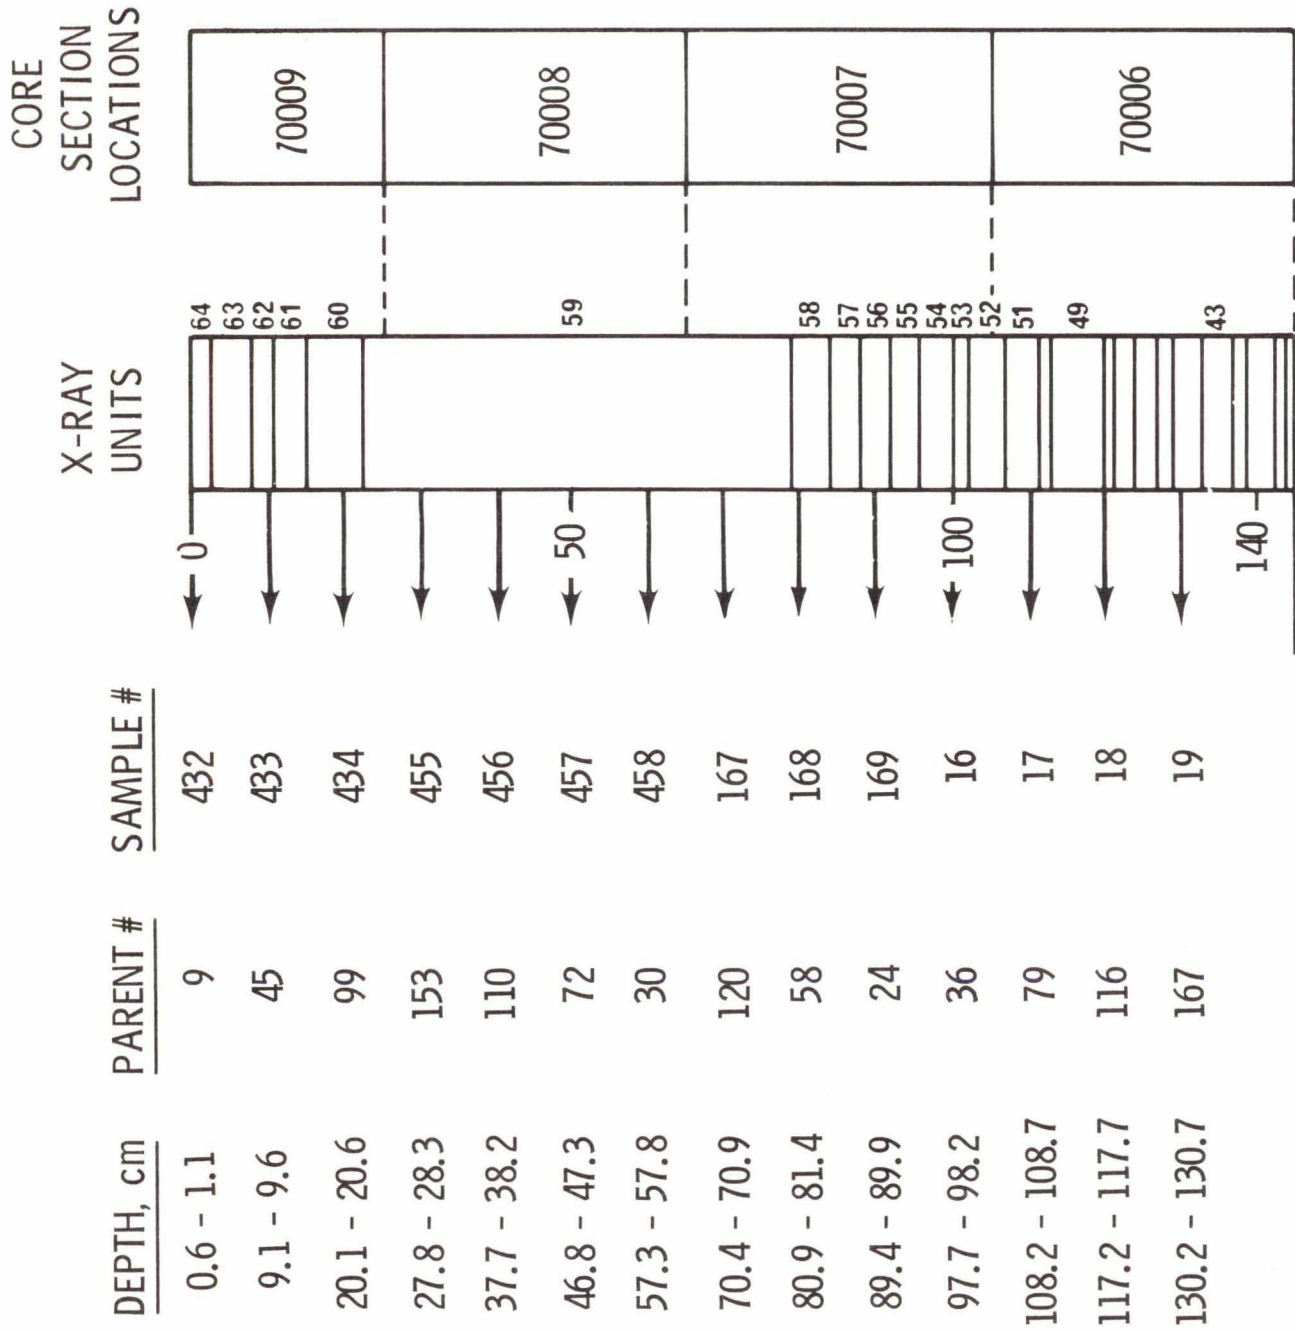 DEPTH, cm PARENT # SAMPLE # X-RAY UNITS CORE SECTION LOCATIONS
0.6 - 1.1 9 432
9.1 - 9.6 45 433
20.1 - 20.6 99 434
27.8 - 28.3 153 455
37.7 - 38.2 110 456
46.8 - 47.3 72 457
57.3 - 57.8 30 458
70.4 - 70.9 120 167
80.9 - 81.4 58 168
89.4 - 89.9 24 169
97.7 - 98.2 36 16
108.2 - 108.7 79 17
117.2 - 117.7 116 18
130.2 - 130.7 167 19
0
50
100
140
64
63
62
61
60
59
58
57
56
55
54
53
52
51
49
43
70009
70008
70007
70006